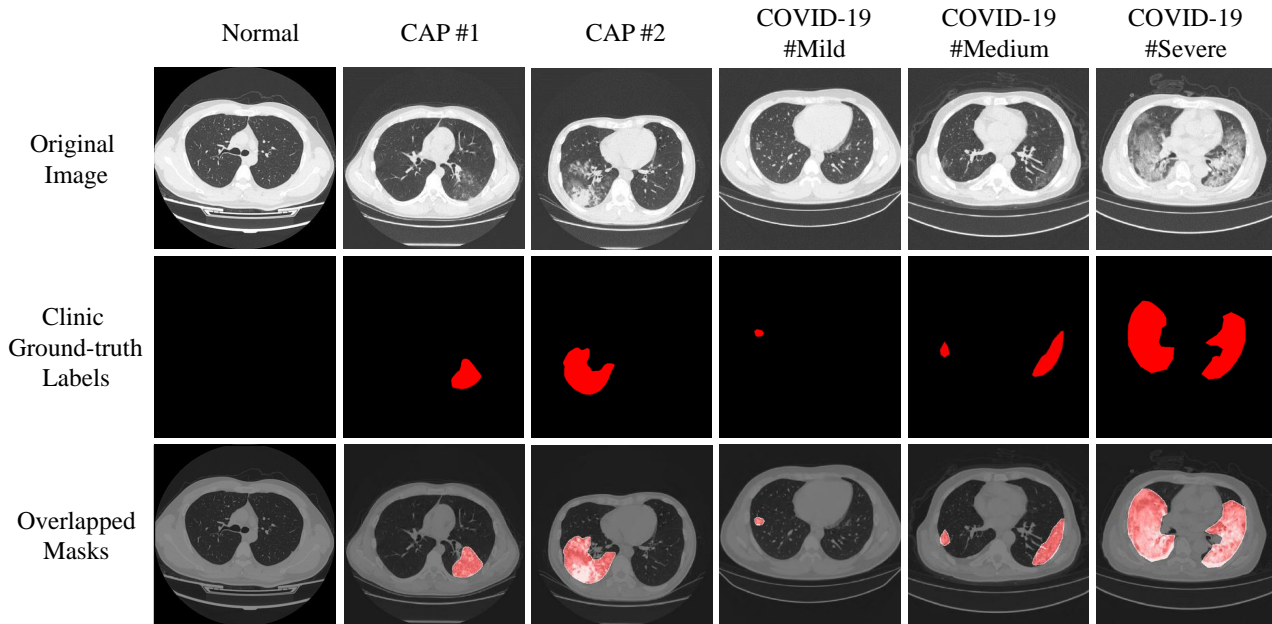 Normal
CAP #1
CAP #2
COVID-19
#Mild
COVID-19
#Medium
COVID-19
#Severe
Original
Image
Clinic
Ground-truth
Labels
Overlapped
Masks